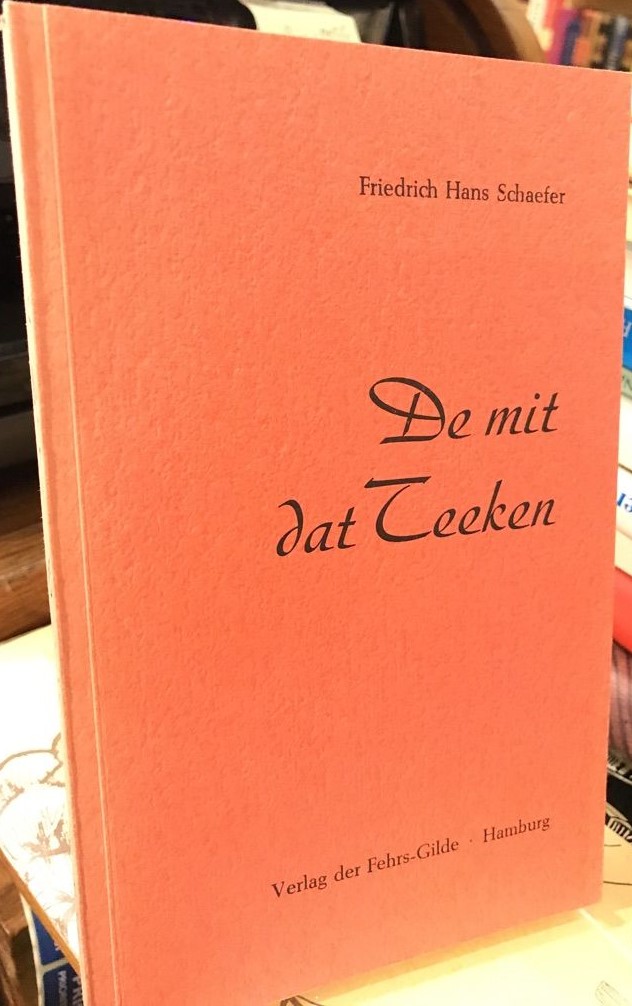 Friedrich Hans Schaefer
De mit
dat Teeken
Verlag der Fehrs-Gilde · Hamburg